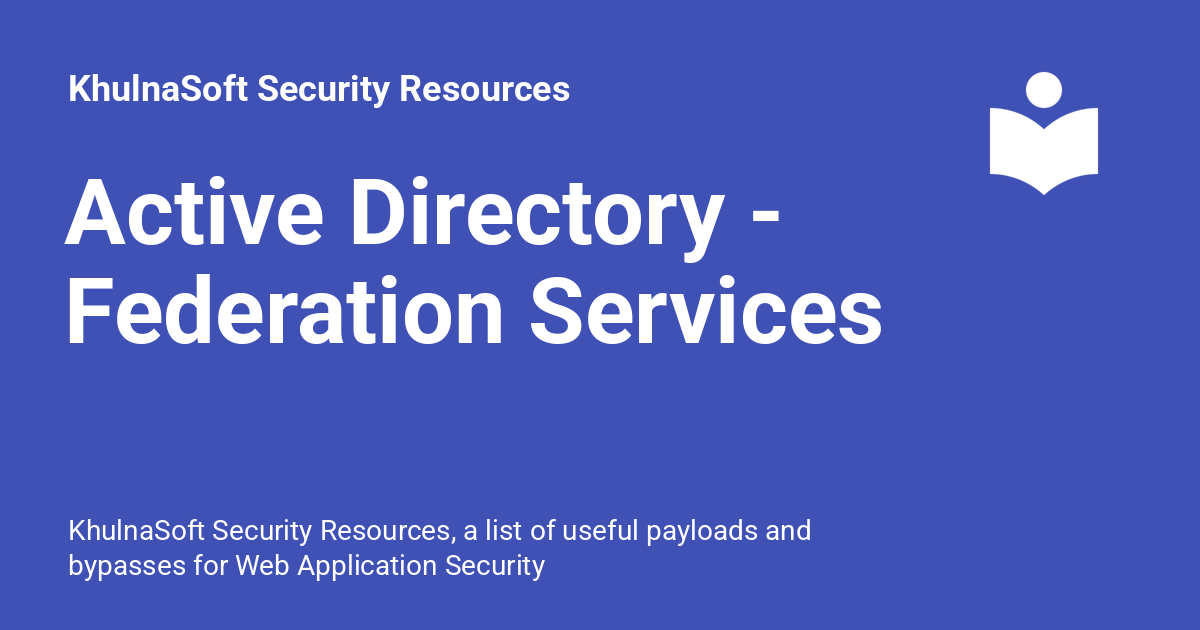 KhulnaSoft Security Resources
Active Directory -
Federation Services
KhulnaSoft Security Resources, a list of useful payloads and
bypasses for Web Application Security